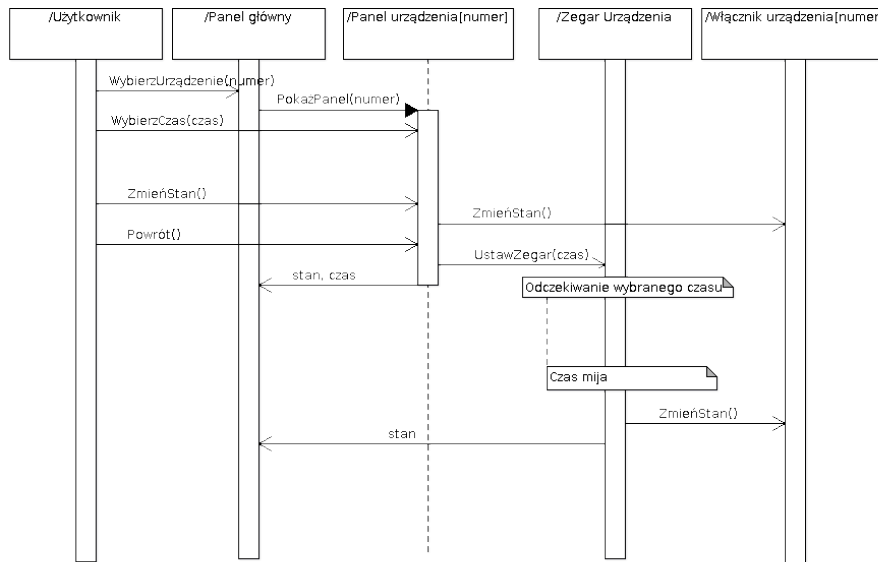 /Użytkownik
/Panel główny
/Panel urządzenia[numer]
/Zegar Urządzenia
/Włącznik urządzenia[numer]
WybierzUrządzenie(numer)
PokażPanel(numer)
WybierzCzas(czas)
ZmieńStan()
ZmieńStan()
Powrót()
UstawZegar(czas)
stan, czas
Odczekiwanie wybranego czasu
Czas mija
ZmieńStan()
stan